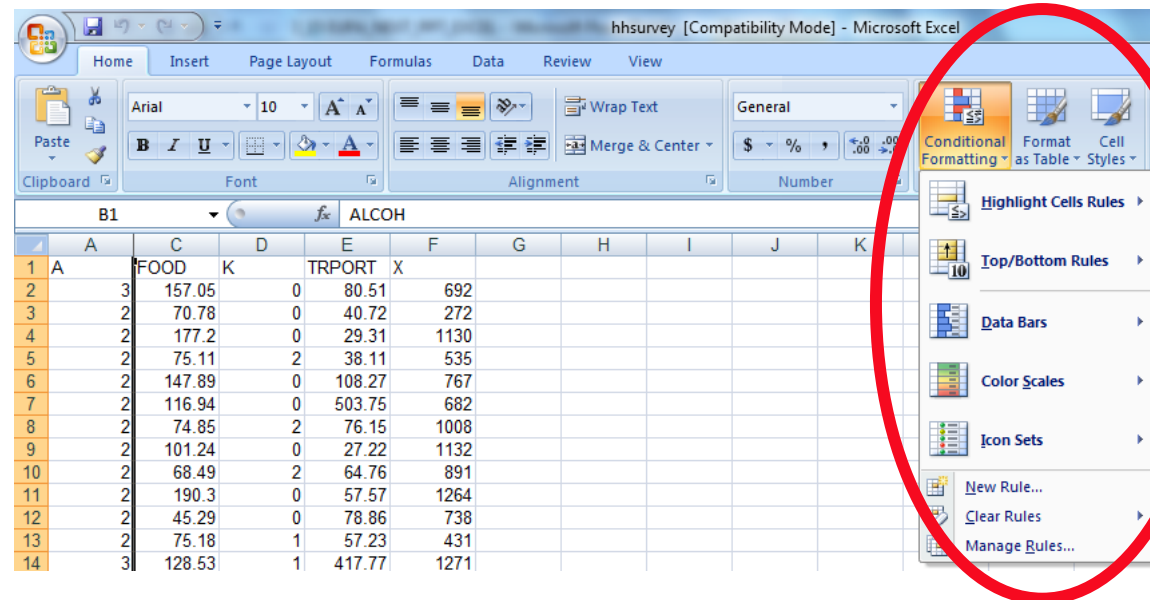 hhsurvey [Compatibility Mode] - Microsoft Excel
Home Insert Page Layout Formulas Data Review View
Paste
Arial 10 A A Wrap Text General
B I U A Merge & Center $ % , .0 .00 .00 .0
Conditional Formatting Format as Table Cell Styles
Clipboard Font Alignment Number
B1 fx ALCOH
A C D E F G H I J K
1 A FOOD K TRPORT X
2 3 157.05 0 80.51 692
3 2 70.78 0 40.72 272
4 2 177.2 0 29.31 1130
5 2 75.11 2 38.11 535
6 2 147.89 0 108.27 767
7 2 116.94 0 503.75 682
8 2 74.85 2 76.15 1008
9 2 101.24 0 27.22 1132
10 2 68.49 2 64.76 891
11 2 190.3 0 57.57 1264
12 2 45.29 0 78.86 738
13 2 75.18 1 57.23 431
14 3 128.53 1 417.77 1271
Highlight Cells Rules
Top/Bottom Rules
10
Data Bars
Color Scales
Icon Sets
New Rule...
Clear Rules
Manage Rules...